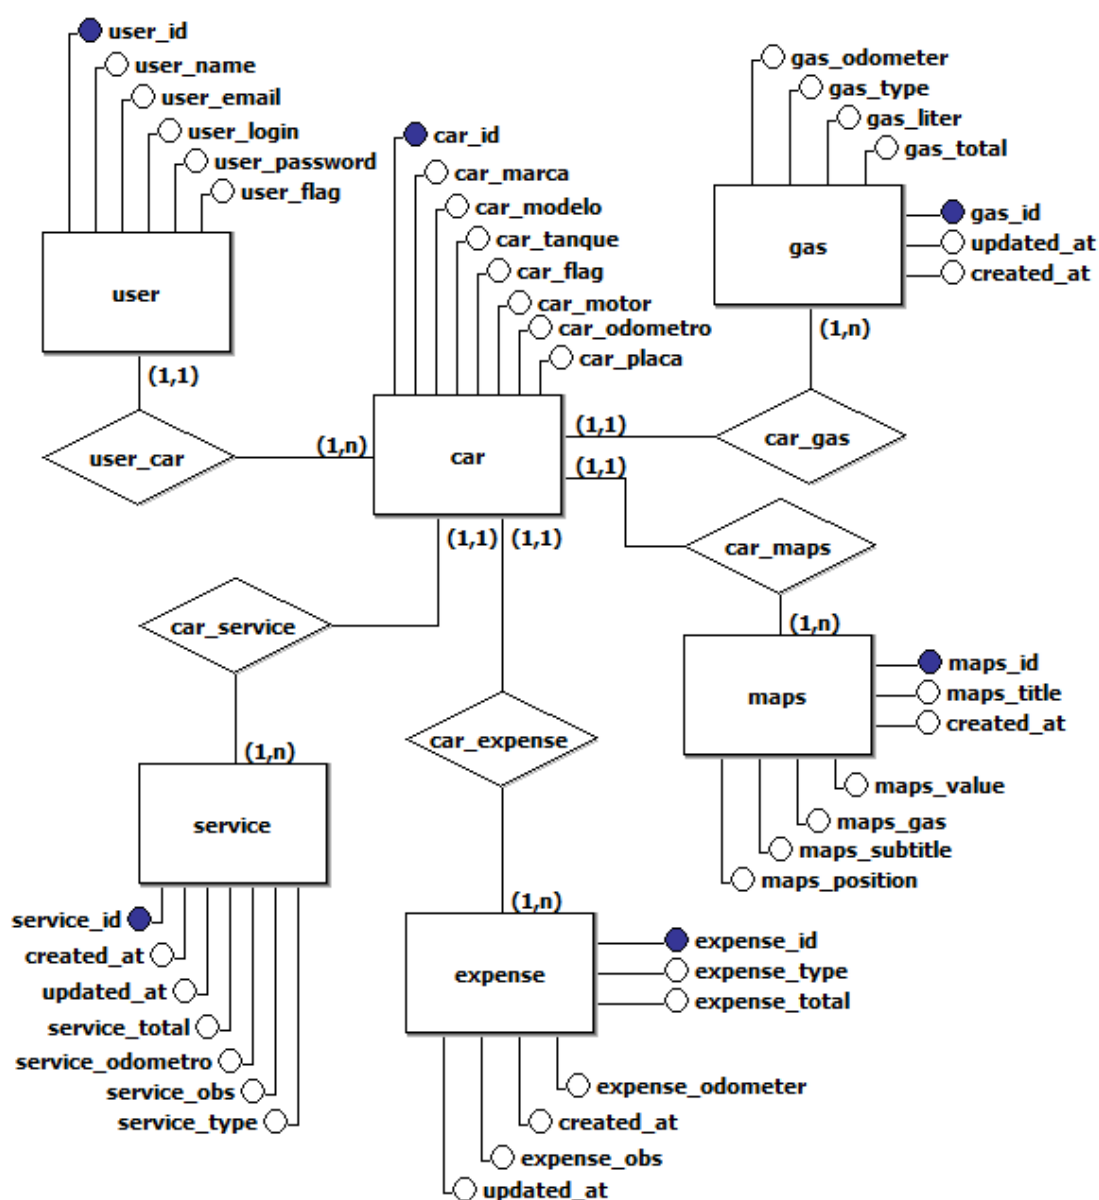 user_id
user_name
user_email
user_login
user_password
user_flag
user
(1,1)
user_car
(1,n)
car_id
car_marca
car_modelo
car_tanque
car_flag
car_motor
car_odometro
car_placa
car
(1,1)
(1,1)
(1,1)
(1,1)
gas_odometer
gas_type
gas_liter
gas_total
gas
gas_id
updated_at
created_at
(1,n)
car_gas
car_maps
(1,n)
maps
maps_id
maps_title
created_at
maps_value
maps_gas
maps_subtitle
maps_position
car_service
(1,n)
service
service_id
created_at
updated_at
service_total
service_odometro
service_obs
service_type
car_expense
(1,n)
expense
expense_id
expense_type
expense_total
expense_odometer
created_at
expense_obs
updated_at